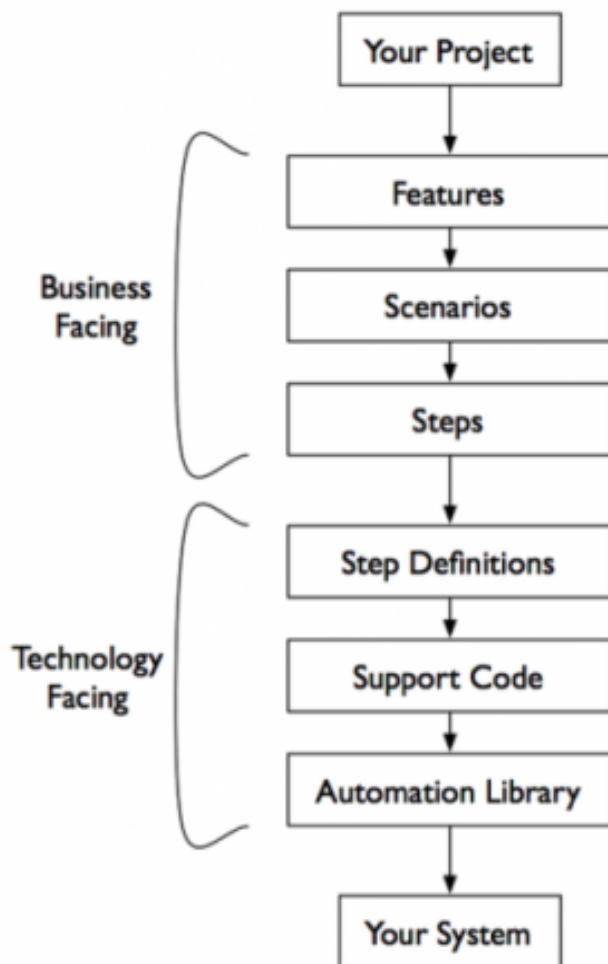 Your Project
Features
Business
Facing
Scenarios
Steps
Step Definitions
Technology
Facing
Support Code
Automation Library
Your System